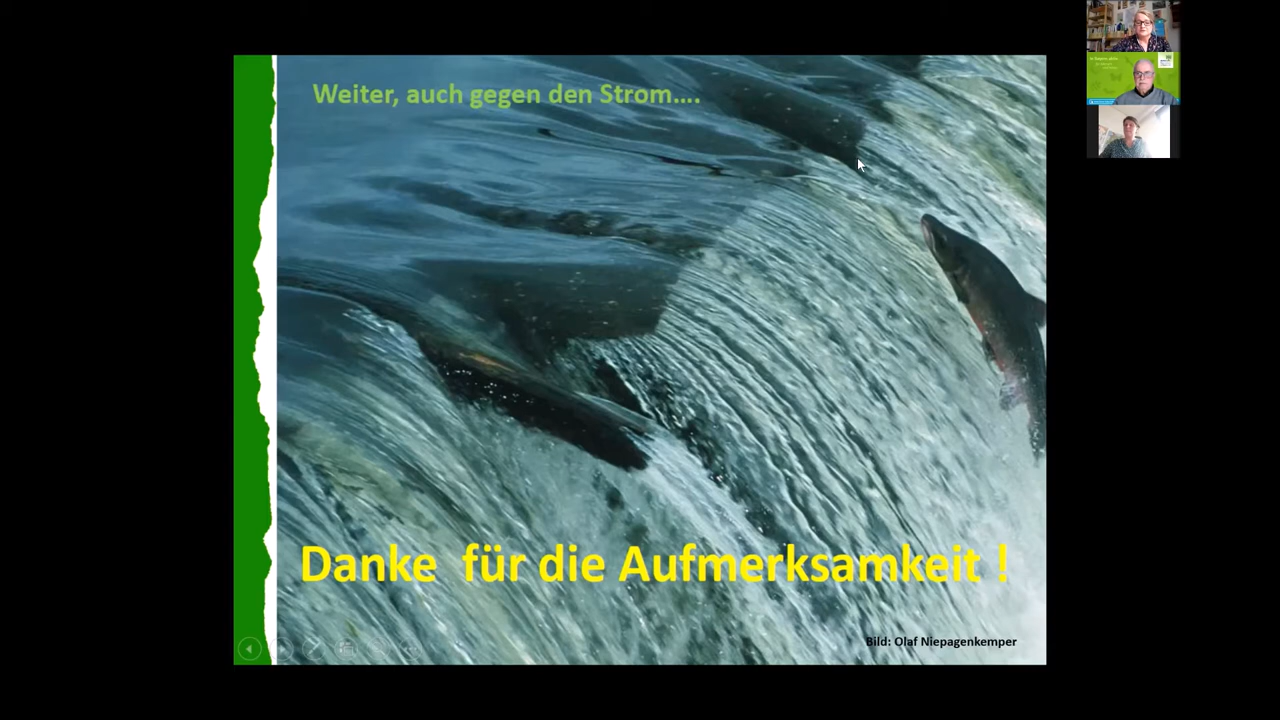 Weiter, auch gegen den Strom....
Danke für die Aufmerksamkeit !
Bild: Olaf Niepagenkemper